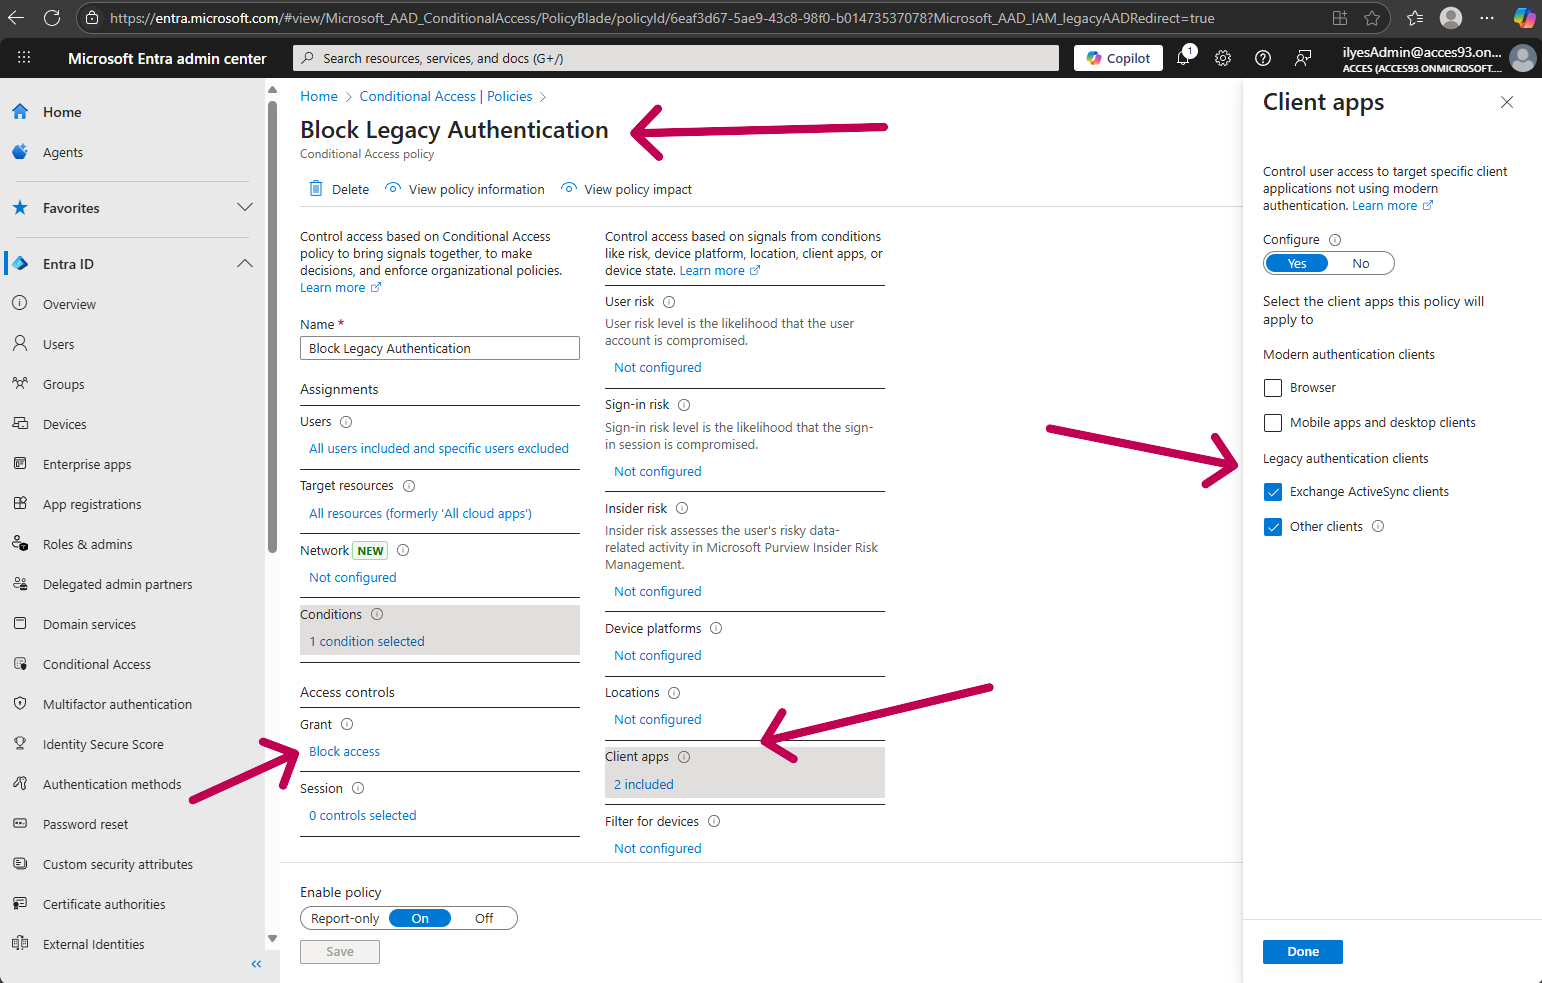 https://entra.microsoft.com/#view/Microsoft_AAD_ConditionalAccess/PolicyBlade/policyId/6eaf3d67-5ae9-43c8-98f0-b01473537078?Microsoft_AAD_IAM_legacyAADRedirect=true
Microsoft Entra admin center
Search resources, services, and docs (G+/)
Copilot
1
ilyesAdmin@acces93.on...
ACCES (ACCES93.ONMICROSOFT....
Home
Agents
Favorites
Entra ID
Overview
Users
Groups
Devices
Enterprise apps
App registrations
Roles & admins
Delegated admin partners
Domain services
Conditional Access
Multifactor authentication
Identity Secure Score
Authentication methods
Password reset
Custom security attributes
Certificate authorities
External Identities
Home > Conditional Access | Policies >
Block Legacy Authentication
Conditional Access policy
Delete
View policy information
View policy impact
Control access based on Conditional Access
policy to bring signals together, to make
decisions, and enforce organizational policies.
Learn more
Name *
Block Legacy Authentication
Assignments
Users
All users included and specific users excluded
Target resources
All resources (formerly 'All cloud apps')
Network NEW
Not configured
Conditions
1 condition selected
Access controls
Grant
Block access
Session
0 controls selected
Control access based on signals from conditions
like risk, device platform, location, client apps, or
device state. Learn more
User risk
User risk level is the likelihood that the user
account is compromised.
Not configured
Sign-in risk
Sign-in risk level is the likelihood that the sign-
in session is compromised.
Not configured
Insider risk
Insider risk assesses the user's risky data-
related activity in Microsoft Purview Insider Risk
Management.
Not configured
Device platforms
Not configured
Locations
Not configured
Client apps
2 included
Filter for devices
Not configured
Enable policy
Report-only On Off
Save
Client apps
Control user access to target specific client
applications not using modern
authentication. Learn more
Configure
Yes No
Select the client apps this policy will
apply to
Modern authentication clients
Browser
Mobile apps and desktop clients
Legacy authentication clients
Exchange ActiveSync clients
Other clients
Done